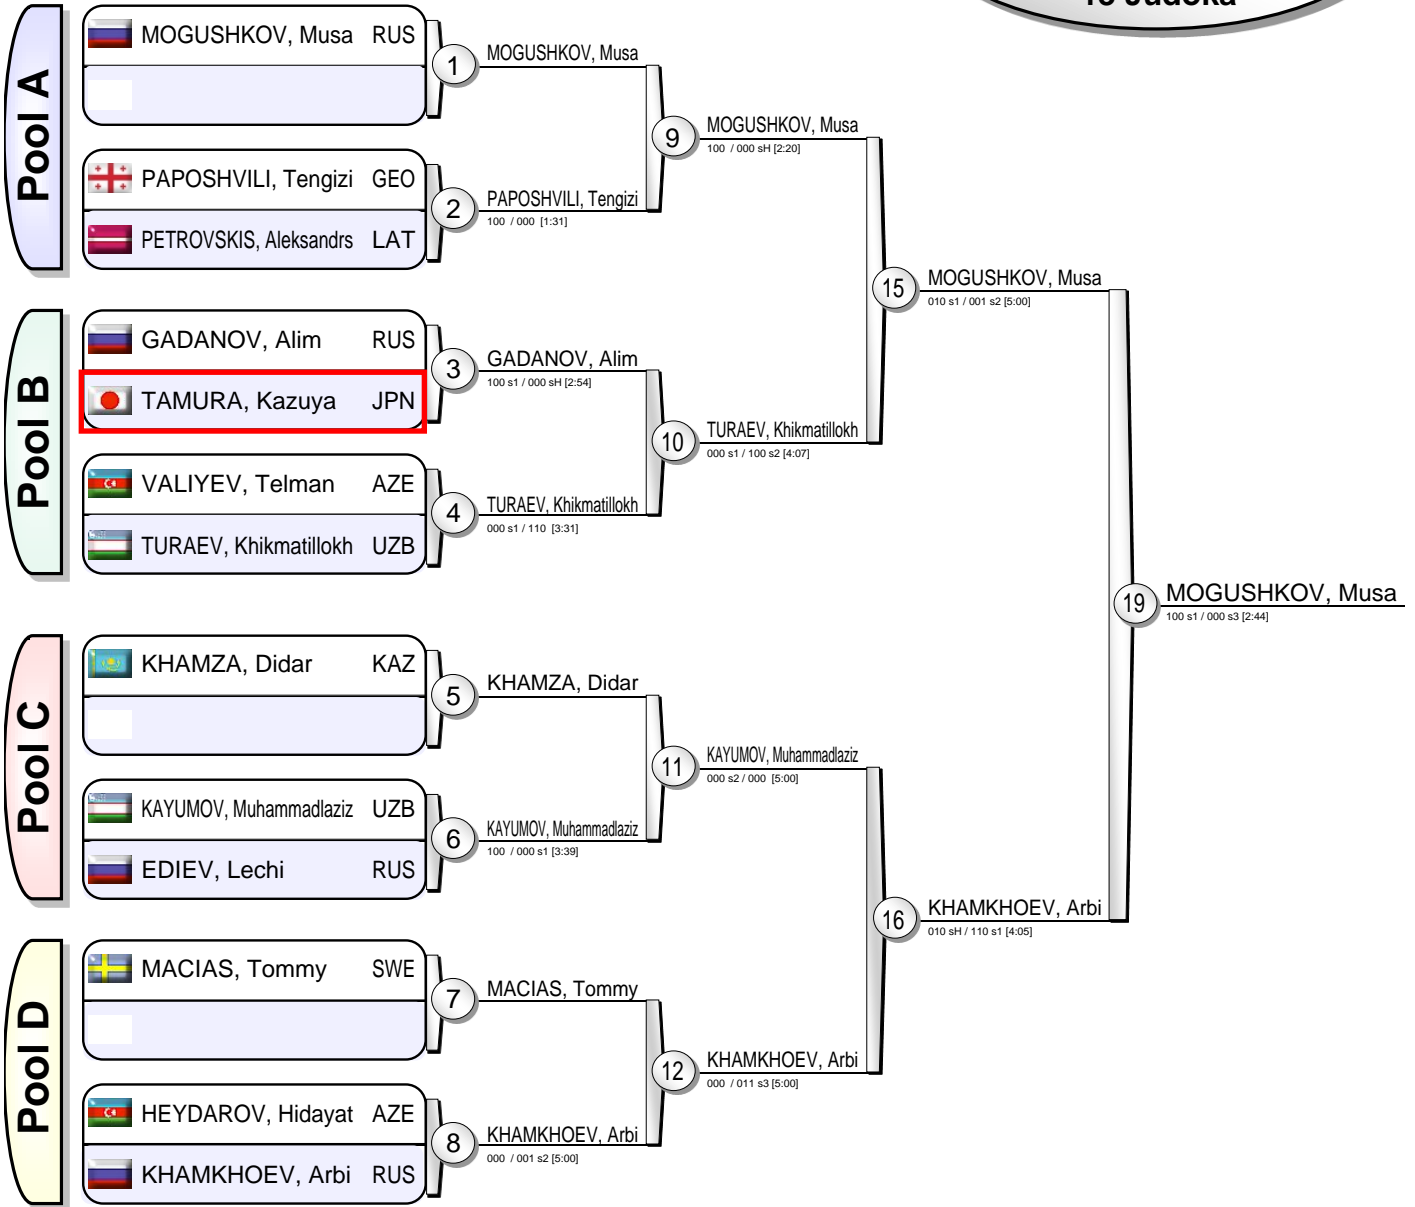 13 Judoka
Pool A
MOGUSHKOV, Musa RUS
1
MOGUSHKOV, Musa
PAPOSHVILI, Tengizi GEO
PETROVSKIS, Aleksandrs LAT
2
PAPOSHVILI, Tengizi
100 / 000 [1:31]
9
MOGUSHKOV, Musa
100 / 000 sH [2:20]
Pool B
GADANOV, Alim RUS
TAMURA, Kazuya JPN
3
GADANOV, Alim
100 s1 / 000 sH [2:54]
VALIYEV, Telman AZE
TURAEV, Khikmatillokh UZB
4
TURAEV, Khikmatillokh
000 s1 / 110 [3:31]
10
TURAEV, Khikmatillokh
000 s1 / 100 s2 [4:07]
15
MOGUSHKOV, Musa
010 s1 / 001 s2 [5:00]
Pool C
KHAMZA, Didar KAZ
5
KHAMZA, Didar
KAYUMOV, Muhammadlaziz UZB
EDIEV, Lechi RUS
6
KAYUMOV, Muhammadlaziz
100 / 000 s1 [3:39]
11
KAYUMOV, Muhammadlaziz
000 s2 / 000 [5:00]
Pool D
MACIAS, Tommy SWE
7
MACIAS, Tommy
HEYDAROV, Hidayat AZE
KHAMKHOEV, Arbi RUS
8
KHAMKHOEV, Arbi
000 / 001 s2 [5:00]
12
KHAMKHOEV, Arbi
000 / 011 s3 [5:00]
16
KHAMKHOEV, Arbi
010 sH / 110 s1 [4:05]
19
MOGUSHKOV, Musa
100 s1 / 000 s3 [2:44]